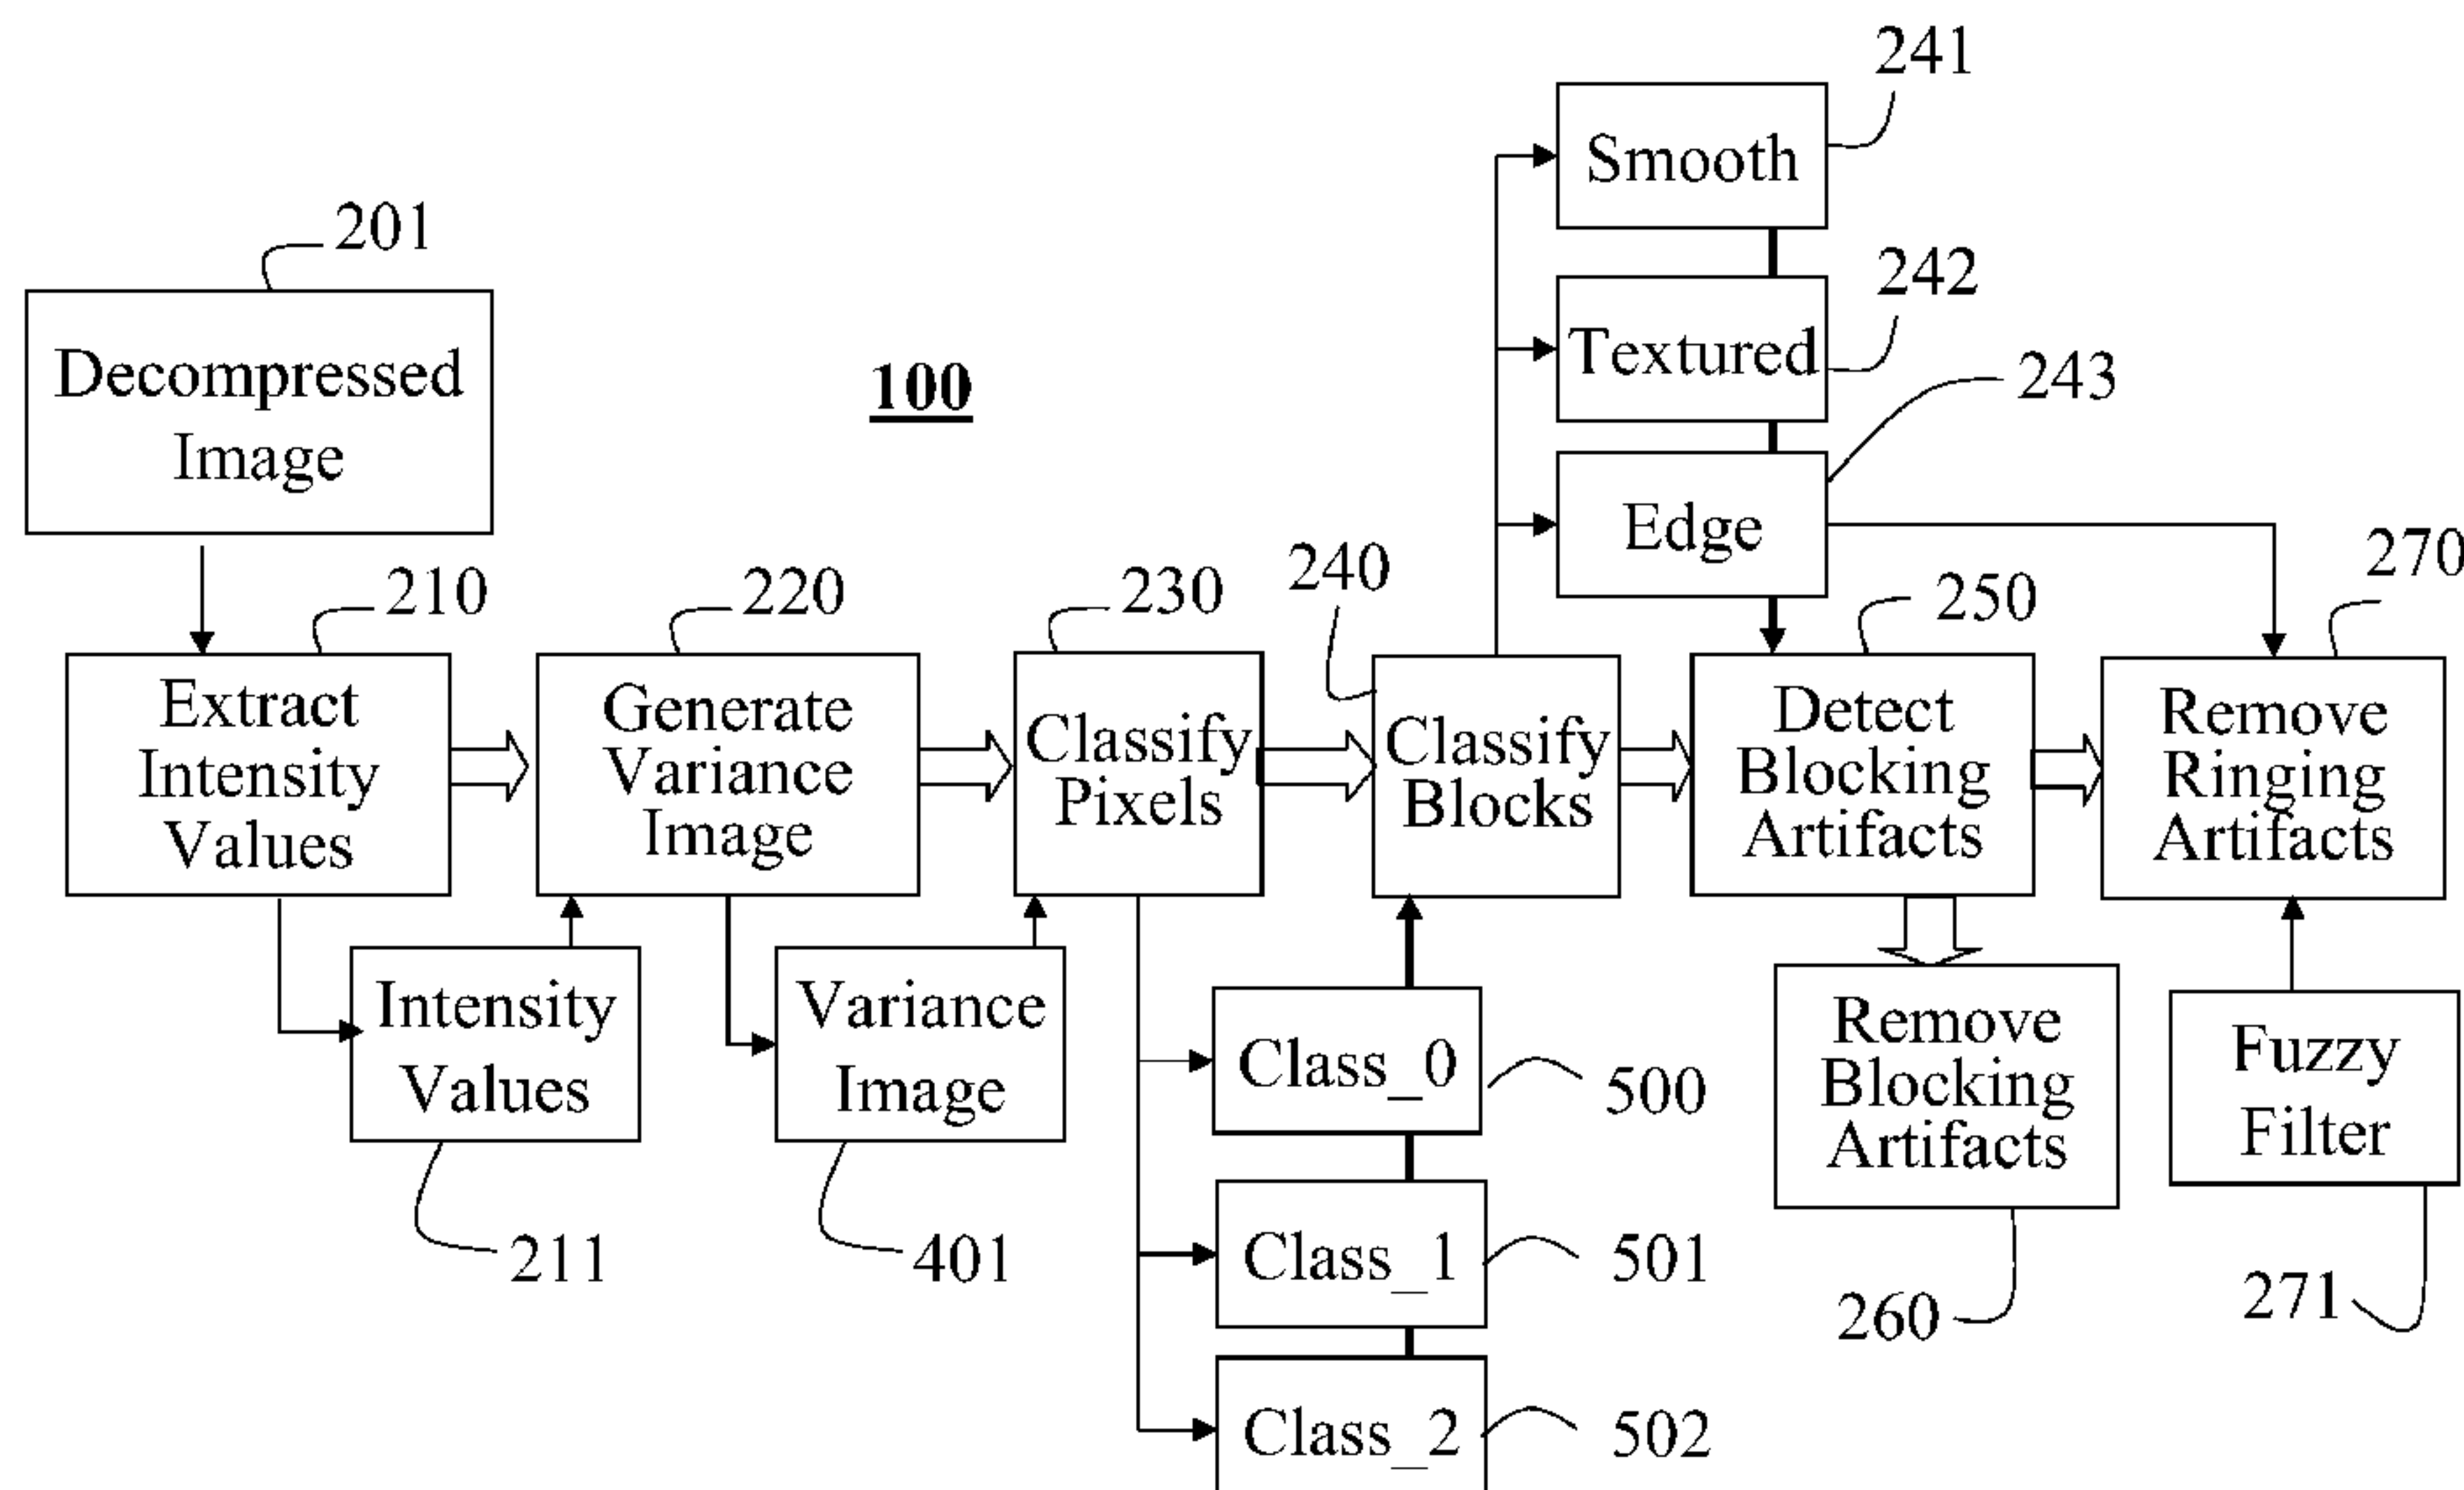 241
Smooth
201
242
Decompressed
Image
Textured
100
243
Edge
270
240
210
220
230
250
Extract
Intensity
Values
Generate
Variance
Image
Classify
Pixels
Classify
Blocks
Detect
Blocking
Artifacts
Remove
Ringing
Artifacts
Intensity
Values
Variance
Image
Class_0
500
Remove
Blocking
Artifacts
Fuzzy
Filter
211
401
Class_1
501
260
271
Class_2
502